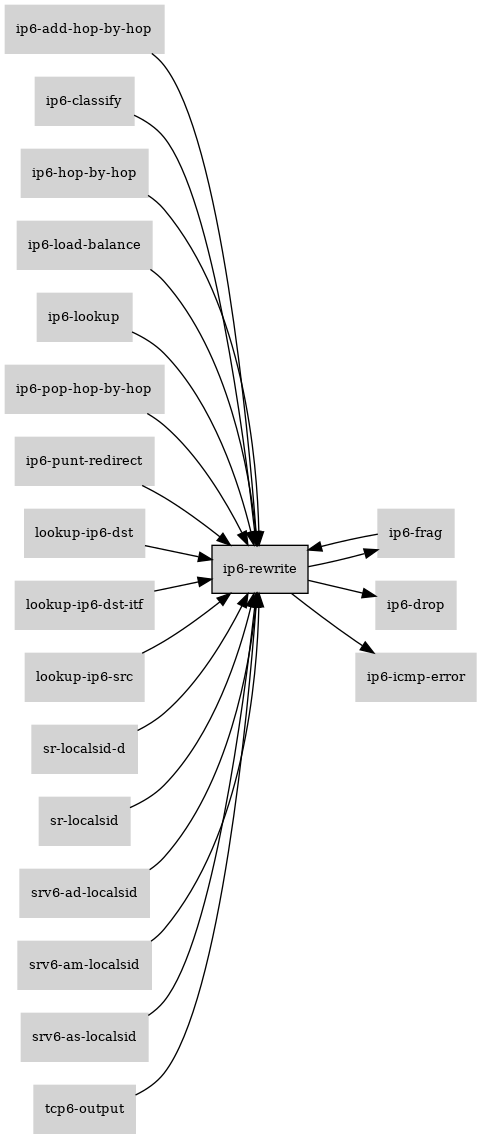 ip6-add-hop-by-hop
ip6-classify
ip6-hop-by-hop
ip6-load-balance
ip6-lookup
ip6-pop-hop-by-hop
ip6-punt-redirect
lookup-ip6-dst
lookup-ip6-dst-itf
lookup-ip6-src
sr-localsid-d
sr-localsid
srv6-ad-localsid
srv6-am-localsid
srv6-as-localsid
tcp6-output
ip6-rewrite
ip6-frag
ip6-drop
ip6-icmp-error